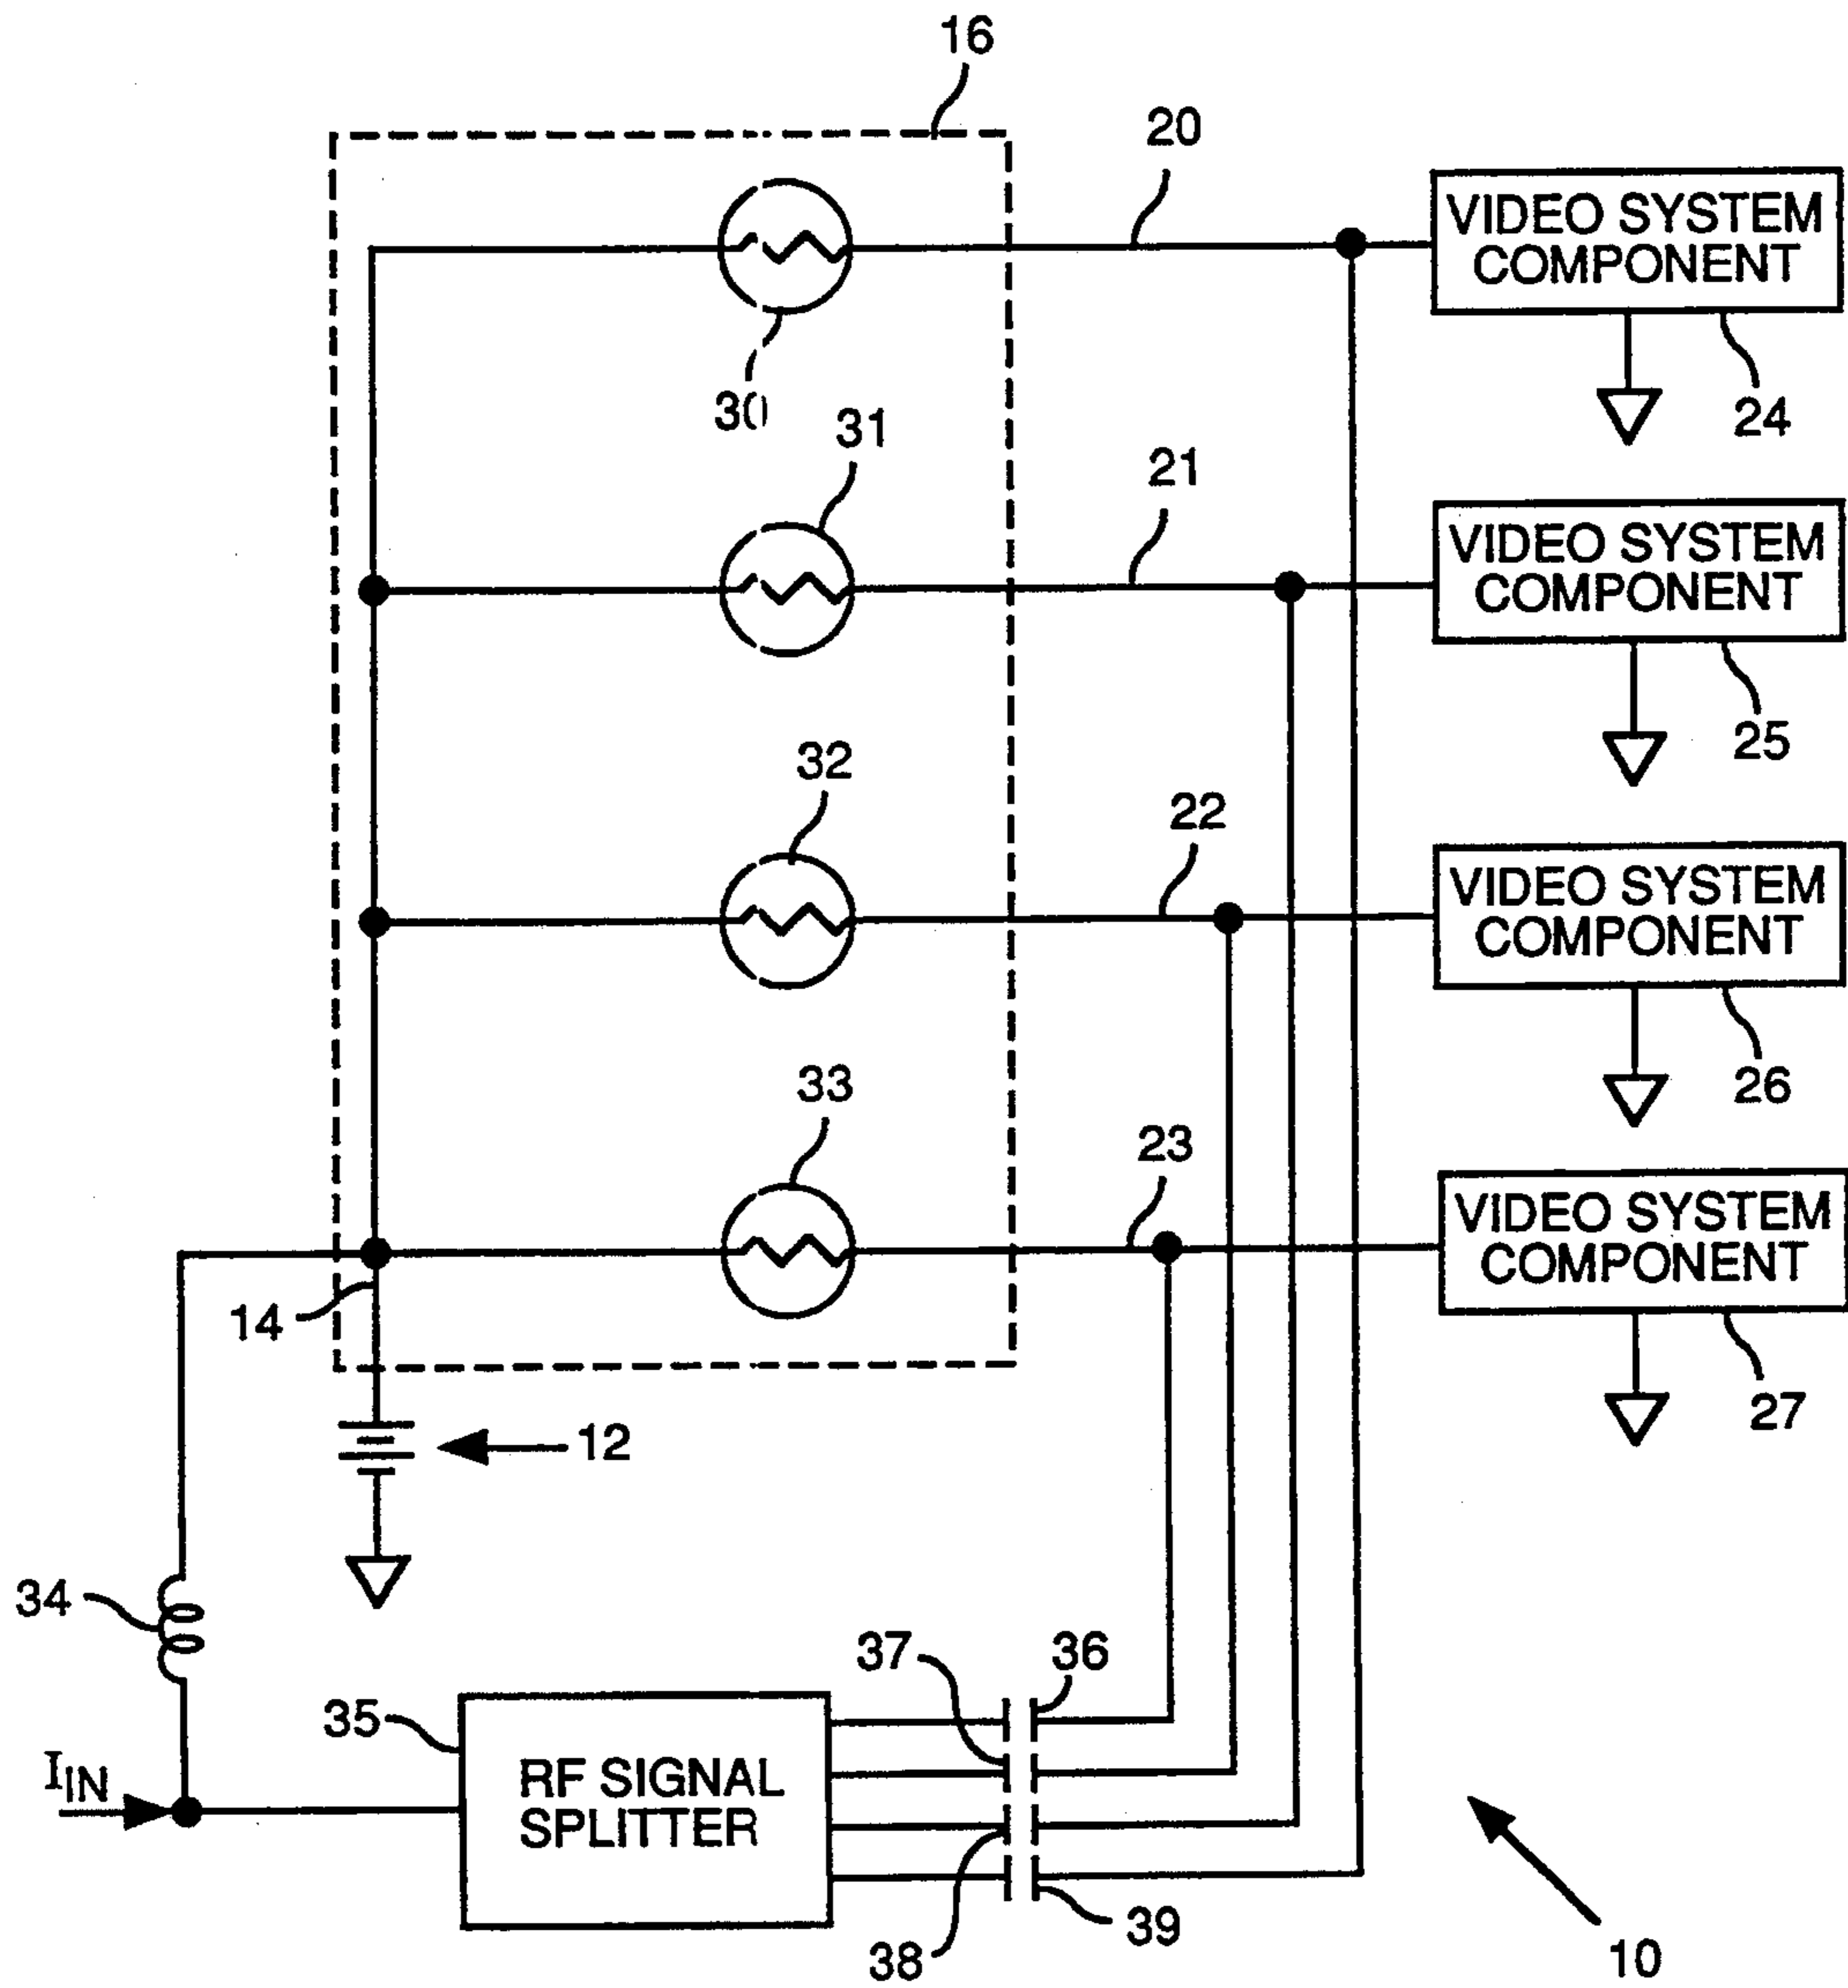 16
20
VIDEO SYSTEM
COMPONENT
30
24
31
21
VIDEO SYSTEM
COMPONENT
25
32
22
VIDEO SYSTEM
COMPONENT
26
33
23
VIDEO SYSTEM
COMPONENT
14
27
12
34
37
36
35
I_IN
RF SIGNAL
SPLITTER
38
39
10